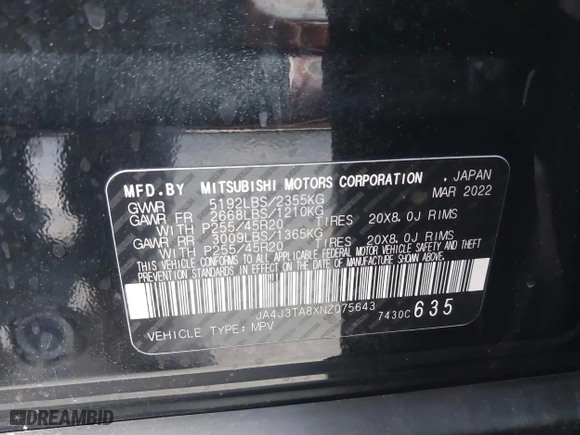 MFD.BY MITSUBISHI MOTORS CORPORATION , JAPAN
GVWR 5192LBS/2355KG MAR 2022
GAWR FR 2668LBS/1210KG
WITH P255/45R20 TIRES 20X8.0J RIMS
GAWR RR 3009LBS/1365KG
WITH P255/45R20 TIRES 20X8.0J RIMS
THIS VEHICLE CONFORMS TO ALL APPLICABLE FEDERAL MOTOR VEHICLE SAFETY AND THEFT
PREVENTION STANDARDS IN EFFECT ON THE DATE OF MANUFACTURE SHOWN ABOVE.
JA4J3TA8XNZ075643 7430C635
VEHICLE TYPE: MPV
DREAMBID